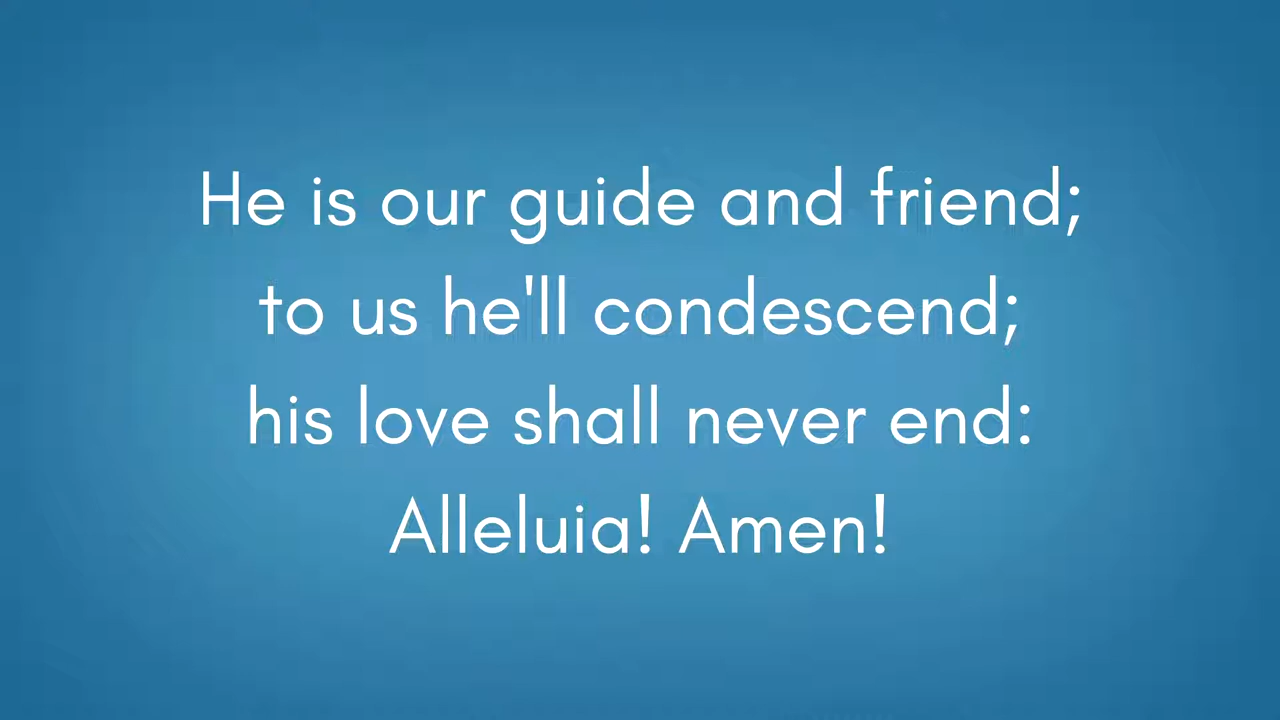 He is our guide and friend;
to us he'll condescend;
his love shall never end:
Alleluia! Amen!